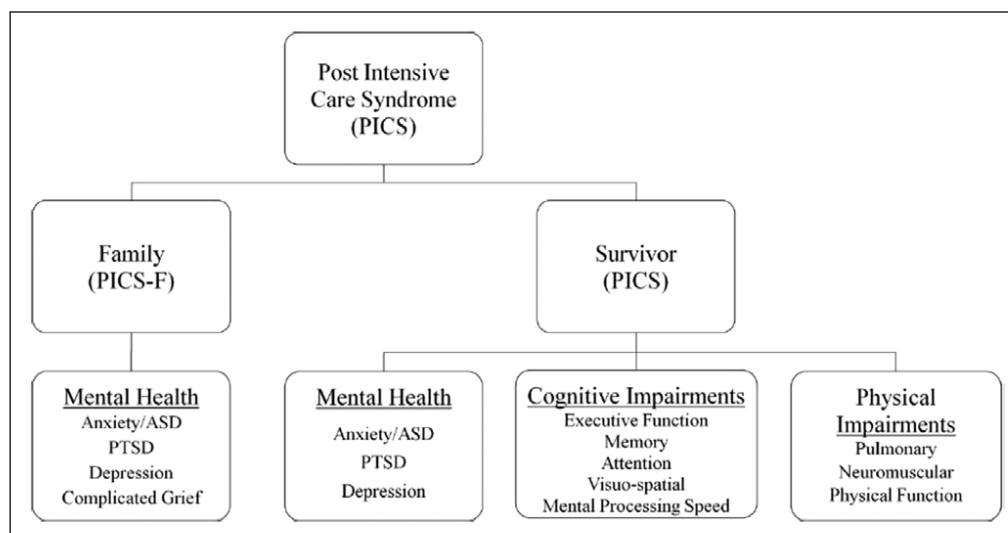 Post Intensive
Care Syndrome
(PICS)
Family
(PICS-F)
Survivor
(PICS)
Mental Health
Anxiety/ASD
PTSD
Depression
Complicated Grief
Mental Health
Anxiety/ASD
PTSD
Depression
Cognitive Impairments
Executive Function
Memory
Attention
Visuo-spatial
Mental Processing Speed
Physical
Impairments
Pulmonary
Neuromuscular
Physical Function